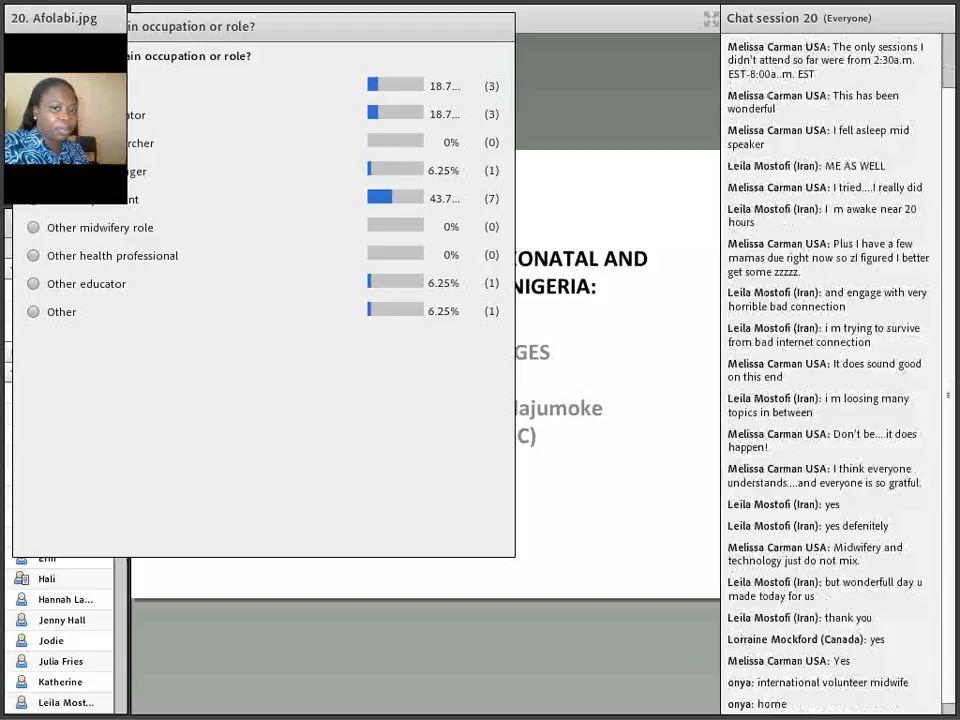 20. Afolabi.jpg
in occupation or role?
in occupation or role?
18.7... (3)
ator 18.7... (3)
rcher 0% (0)
ger 6.25% (1)
nt 43.7... (7)
Other midwifery role 0% (0)
Other health professional 0% (0)
Other educator 6.25% (1)
Other 6.25% (1)
Erin
Hali
Hannah La...
Jenny Hall
Jodie
Julia Fries
Katherine
Leila Most...
ONATAL AND
NIGERIA:
GES
lajumoke
C)
Chat session 20 (Everyone)
Melissa Carman USA: The only sessions I
didn't attend so far were from 2:30a.m.
EST-8:00a..m. EST
Melissa Carman USA: This has been
wonderful
Melissa Carman USA: I fell asleep mid
speaker
Leila Mostofi (Iran): ME AS WELL
Melissa Carman USA: I tried....I really did
Leila Mostofi (Iran): I m awake near 20
hours
Melissa Carman USA: Plus I have a few
mamas due right now so zI figured I better
get some zzzzz.
Leila Mostofi (Iran): and engage with very
horrible bad connection
Leila Mostofi (Iran): i m trying to survive
from bad internet connection
Melissa Carman USA: It does sound good
on this end
Leila Mostofi (Iran): i m loosing many
topics in between
Melissa Carman USA: Don't be....it does
happen!
Melissa Carman USA: I think everyone
understands....and everyone is so gratful.
Leila Mostofi (Iran): yes
Leila Mostofi (Iran): yes defenitely
Melissa Carman USA: Midwifery and
technology just do not mix.
Leila Mostofi (Iran): but wonderfull day u
made today for us
Leila Mostofi (Iran): thank you
Lorraine Mockford (Canada): yes
Melissa Carman USA: Yes
onya: international volunteer midwife
onya: home